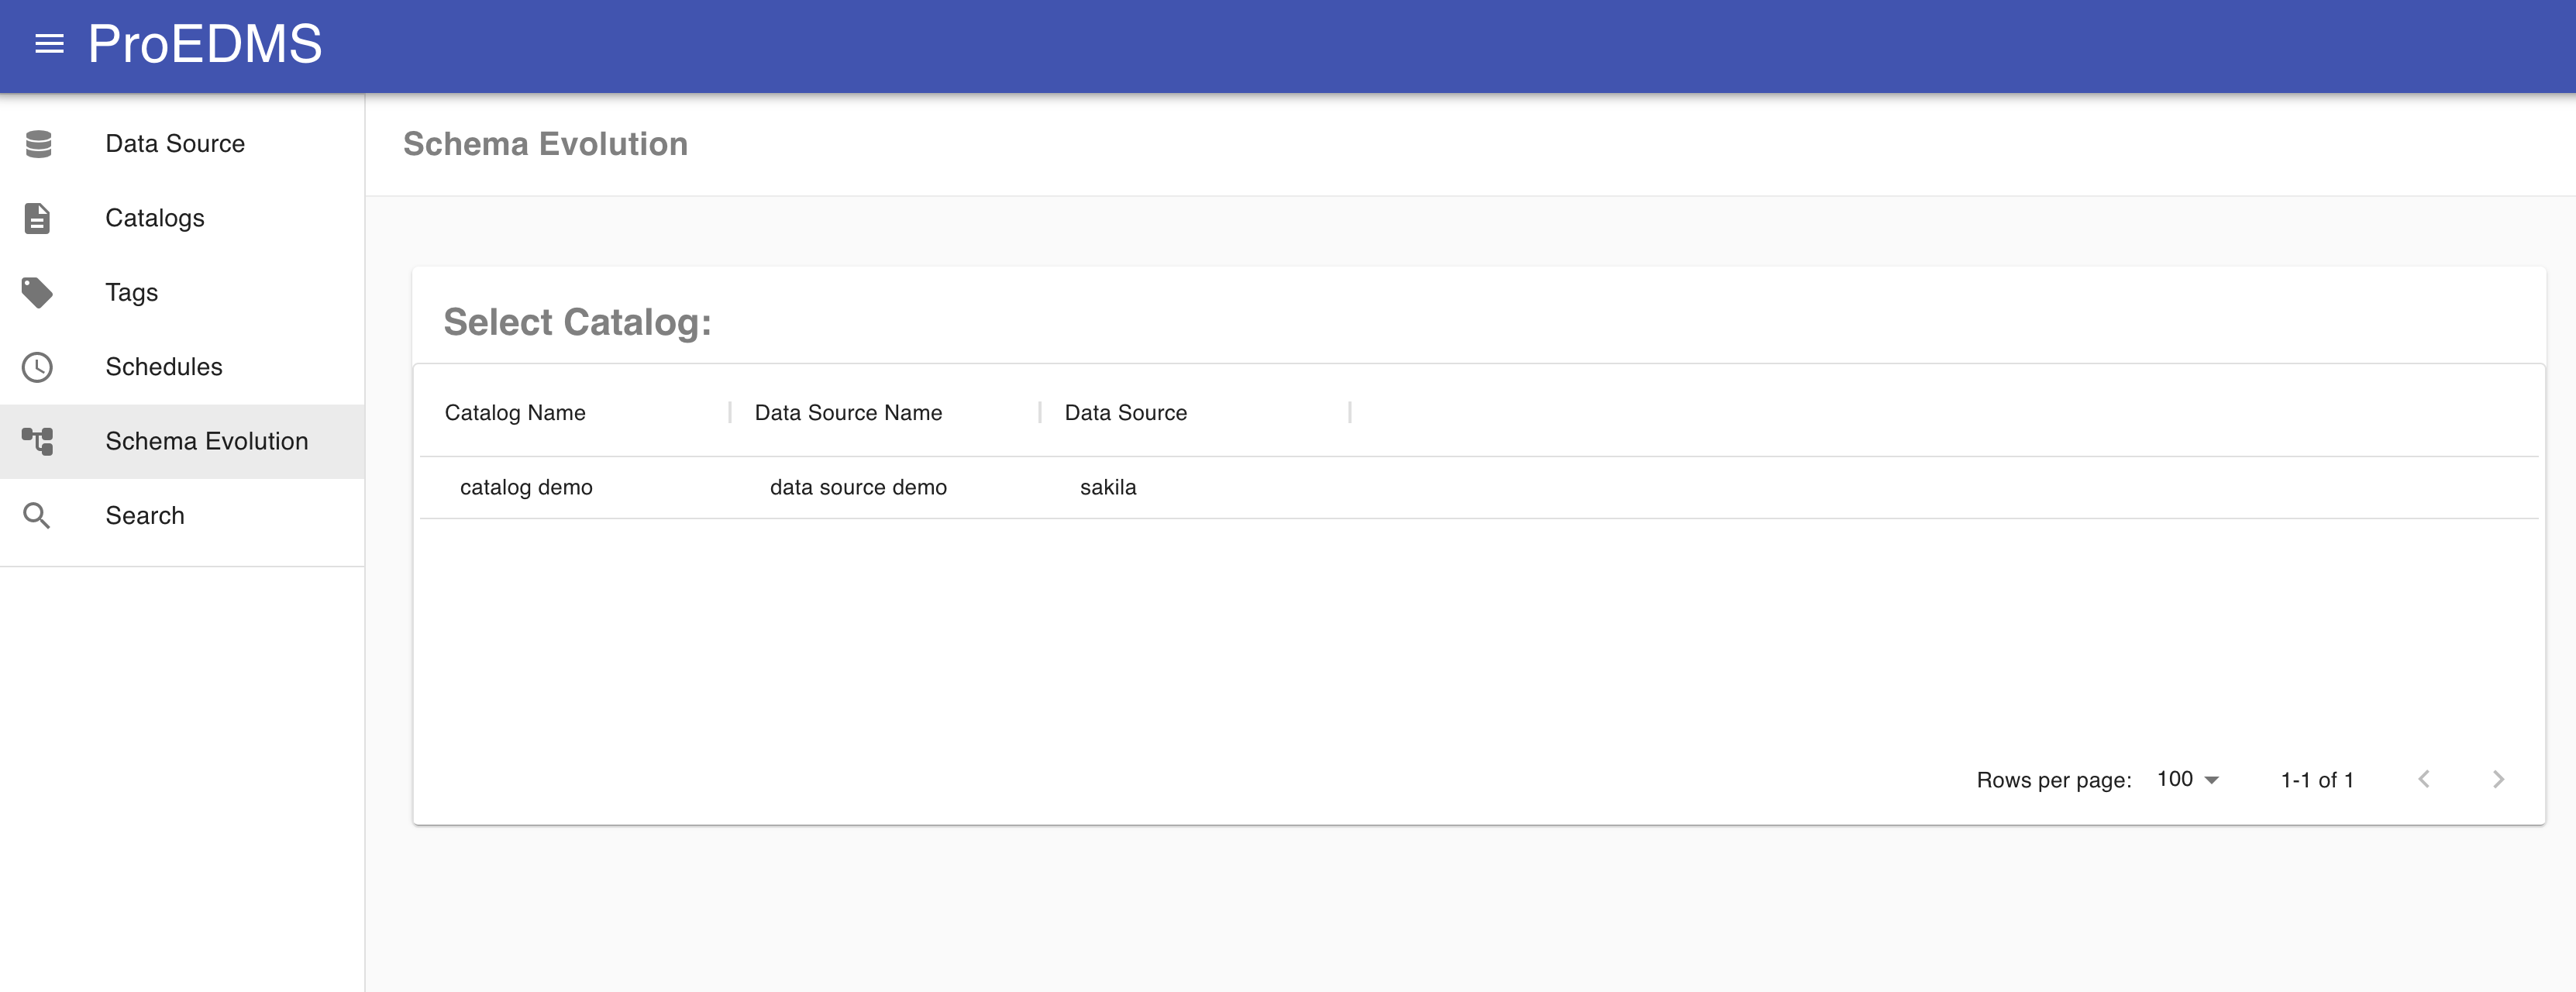 ProEDMS
Data Source
Catalogs
Tags
Schedules
Schema Evolution
Search
Schema Evolution
Select Catalog:
Catalog Name Data Source Name Data Source
catalog demo data source demo sakila
Rows per page: 100 1-1 of 1